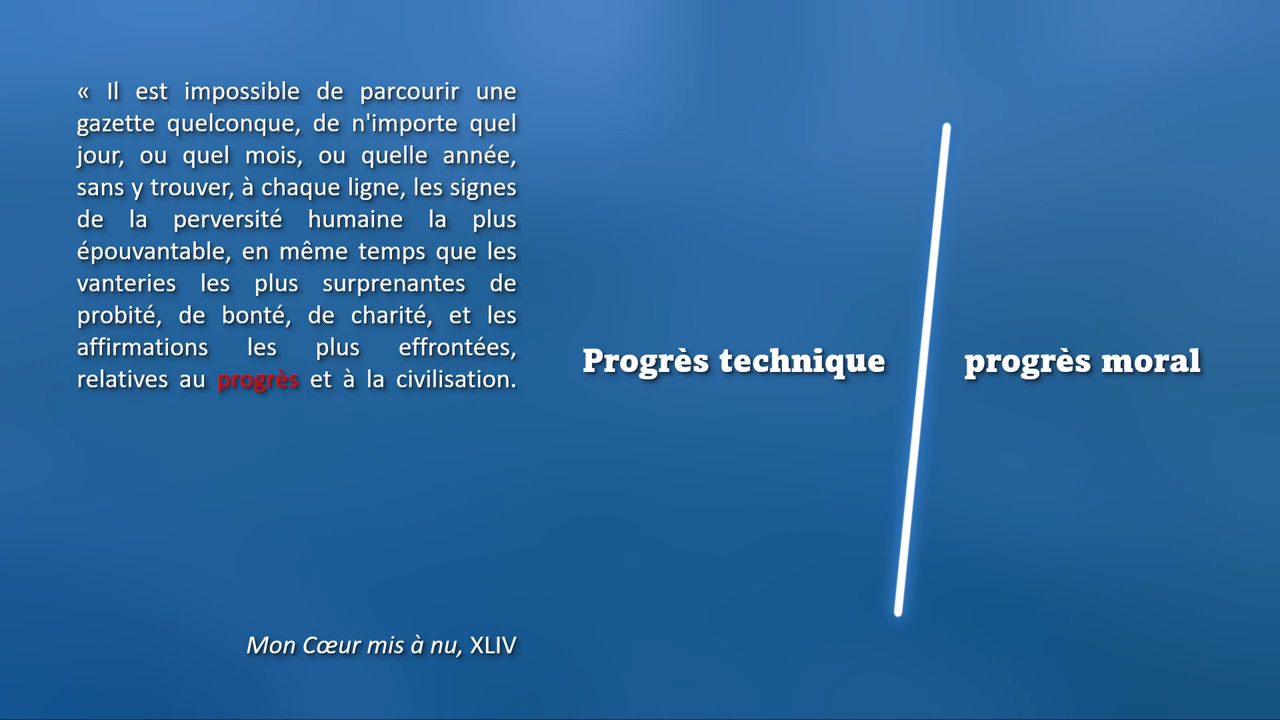 « Il est impossible de parcourir une
gazette quelconque, de n'importe quel
jour, ou quel mois, ou quelle année,
sans y trouver, à chaque ligne, les signes
de la perversité humaine la plus
épouvantable, en même temps que les
vanteries les plus surprenantes de
probité, de bonté, de charité, et les
affirmations les plus effrontées,
relatives au progrès et à la civilisation.
Mon Cœur mis à nu, XLIV
Progrès technique
progrès moral